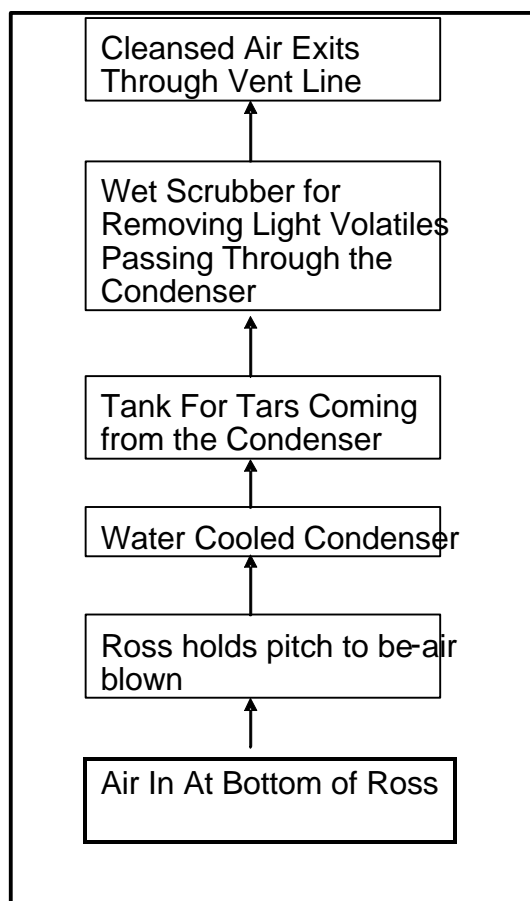 Cleansed Air Exits
Through Vent Line
Wet Scrubber for
Removing Light Volatiles
Passing Through the
Condenser
Tank For Tars Coming
from the Condenser
Water Cooled Condenser
Ross holds pitch to be-air
blown
Air In At Bottom of Ross